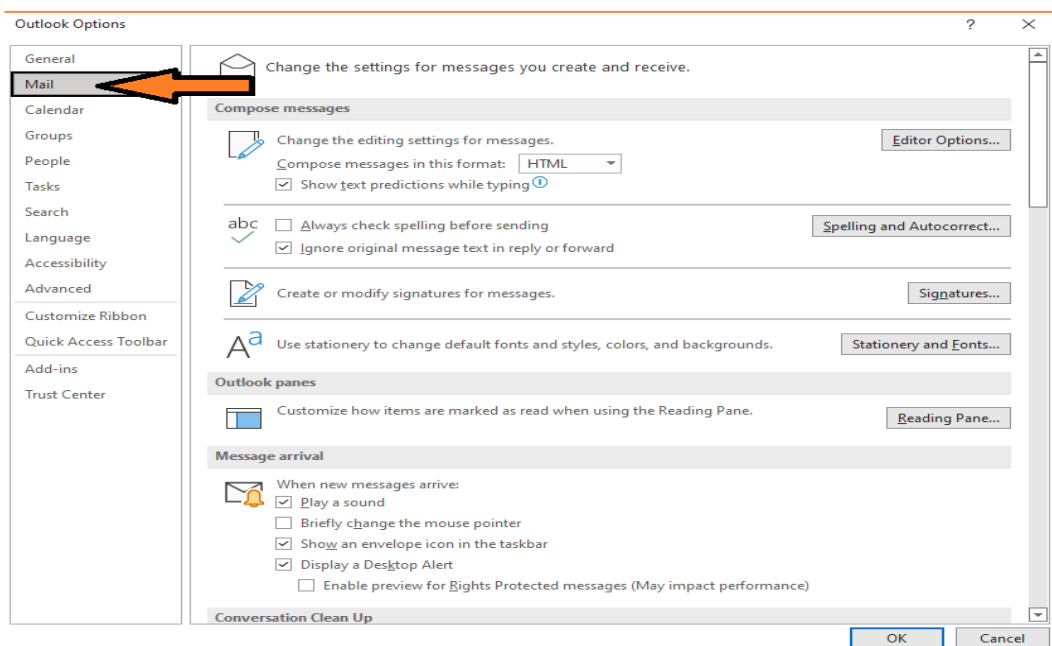 Outlook Options
?
General
Mail
Calendar
Groups
People
Tasks
Search
Language
Accessibility
Advanced
Customize Ribbon
Quick Access Toolbar
Add-ins
Trust Center
Change the settings for messages you create and receive.
Compose messages
Change the editing settings for messages.
Editor Options...
Compose messages in this format: HTML
Show text predictions while typing
abc
Always check spelling before sending
Spelling and Autocorrect...
Ignore original message text in reply or forward
Create or modify signatures for messages.
Signatures...
Aa
Use stationery to change default fonts and styles, colors, and backgrounds.
Stationery and Fonts...
Outlook panes
Customize how items are marked as read when using the Reading Pane.
Reading Pane...
Message arrival
When new messages arrive:
Play a sound
Briefly change the mouse pointer
Show an envelope icon in the taskbar
Display a Desktop Alert
Enable preview for Rights Protected messages (May impact performance)
Conversation Clean Up
OK
Cancel